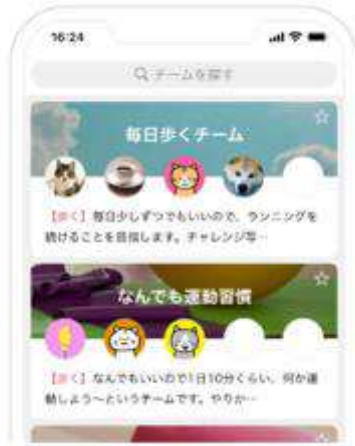 16:24
チームを探す
毎日歩くチーム
【歩く】毎日少しずつでもいいので、ランニングを
続けることを目指します。チャレンジ写…
なんでも運動習慣
【歩く】なんでもいいので1日10分くらい、何か運
動しよう〜というチームです。やりか…